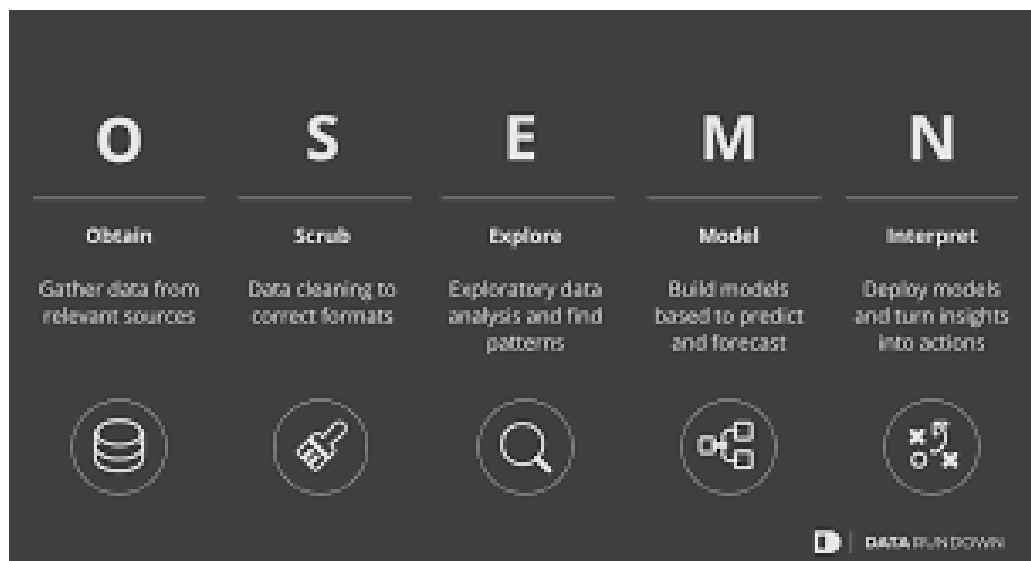 O
S
E
M
N
Obtain
Gather data from
relevant sources
Scrub
Data cleaning to
correct formats
Explore
Exploratory data
analysis and find
patterns
Model
Build models
based to predict
and forecast
Interpret
Deploy models
and turn insights
into actions
DATA RUNDOWN